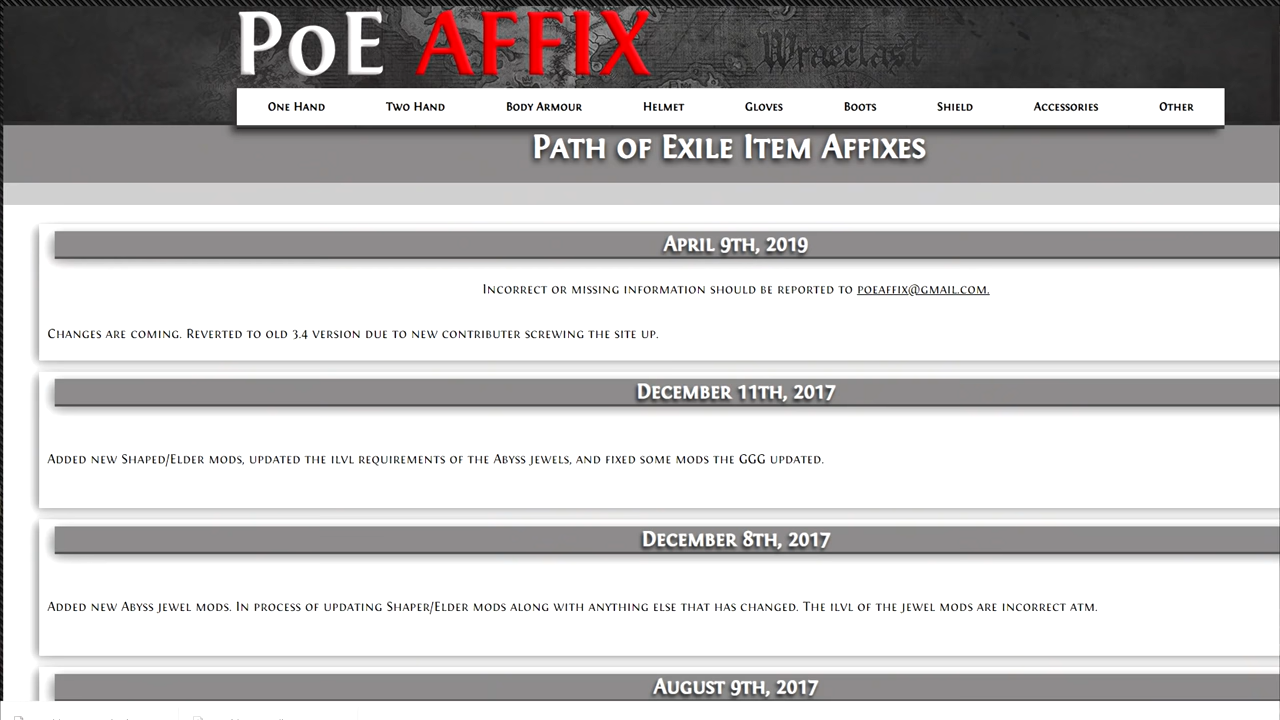 PoE AFFIX
Wraeclast
One Hand Two Hand Body Armour Helmet Gloves Boots Shield Accessories Other
Path of Exile Item Affixes
April 9th, 2019
Incorrect or missing information should be reported to poeaffix@gmail.com.
Changes are coming. Reverted to old 3.4 version due to new contributer screwing the site up.
December 11th, 2017
Added new Shaped/Elder mods, updated the ilvl requirements of the Abyss jewels, and fixed some mods the GGG updated.
December 8th, 2017
Added new Abyss jewel mods. In process of updating Shaper/Elder mods along with anything else that has changed. The ilvl of the jewel mods are incorrect atm.
August 9th, 2017